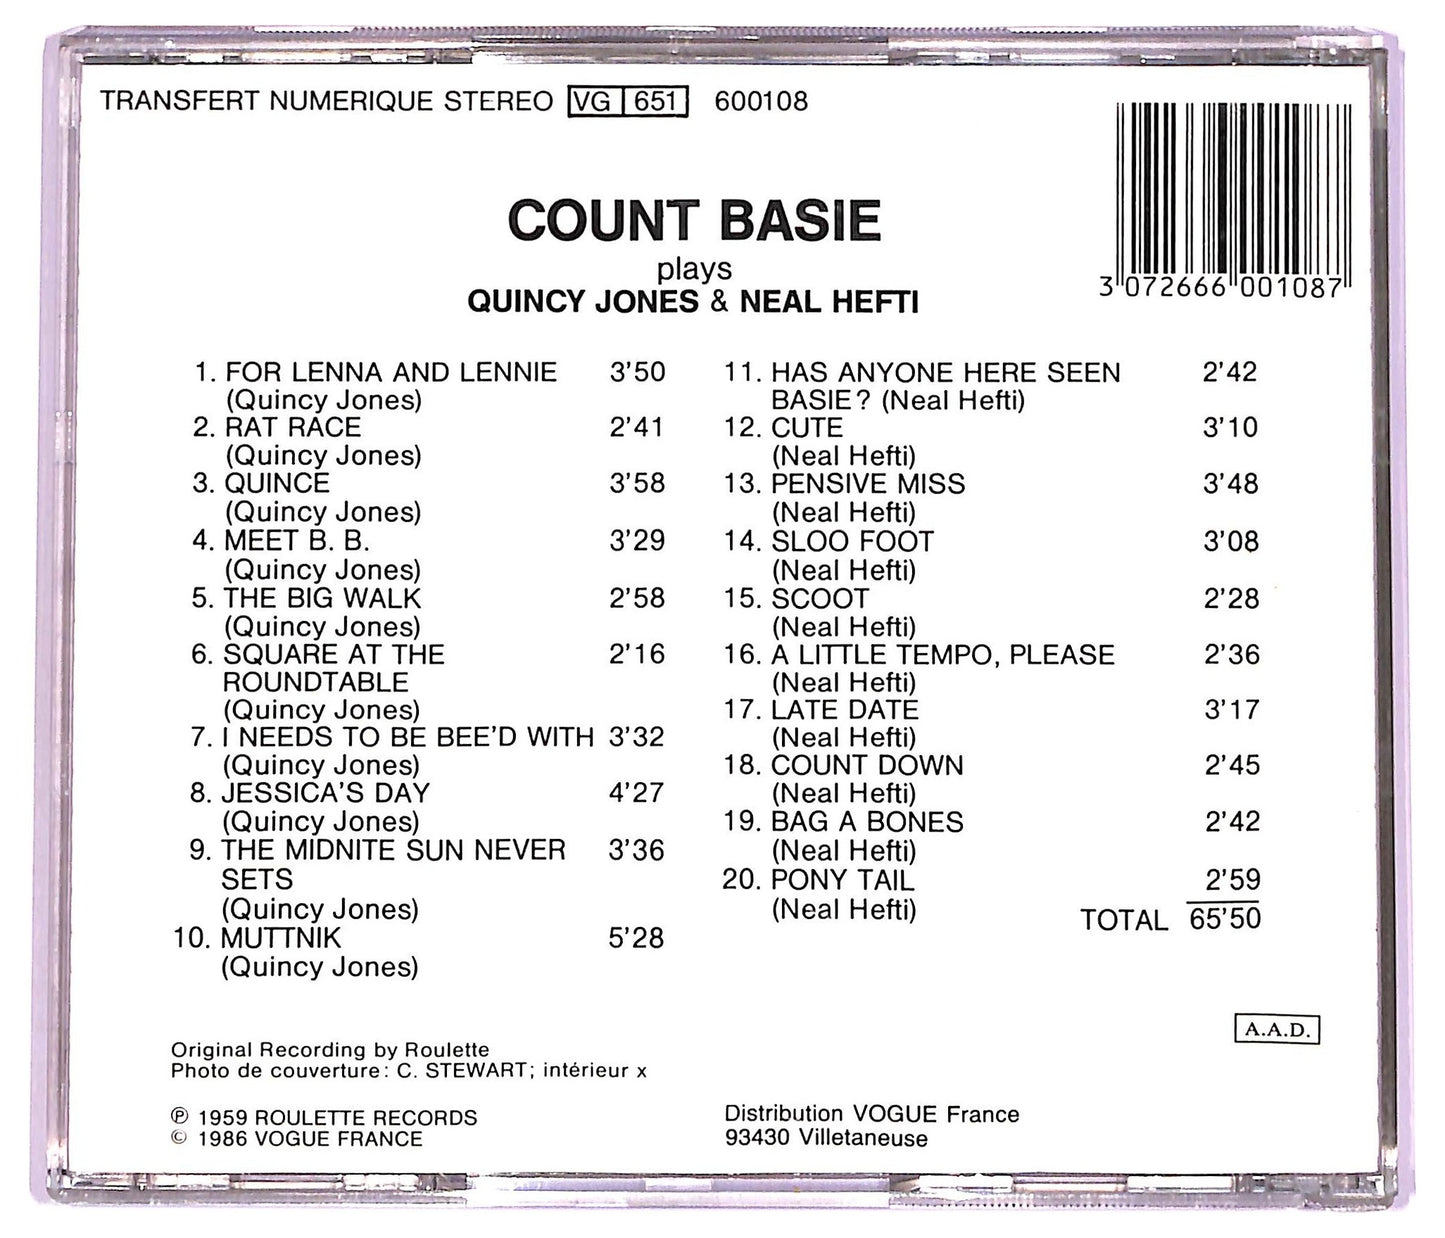 TRANSFERT NUMERIQUE STEREO VG 651 600108
3 072666 001087
COUNT BASIE
plays
QUINCY JONES & NEAL HEFTI
1. FOR LENNA AND LENNIE 3'50
(Quincy Jones)
2. RAT RACE 2'41
(Quincy Jones)
3. QUINCE 3'58
(Quincy Jones)
4. MEET B. B. 3'29
(Quincy Jones)
5. THE BIG WALK 2'58
(Quincy Jones)
6. SQUARE AT THE 2'16
ROUNDTABLE
(Quincy Jones)
7. I NEEDS TO BE BEE'D WITH 3'32
(Quincy Jones)
8. JESSICA'S DAY 4'27
(Quincy Jones)
9. THE MIDNITE SUN NEVER 3'36
SETS
(Quincy Jones)
10. MUTTNIK 5'28
(Quincy Jones)
11. HAS ANYONE HERE SEEN 2'42
BASIE? (Neal Hefti)
12. CUTE 3'10
(Neal Hefti)
13. PENSIVE MISS 3'48
(Neal Hefti)
14. SLOO FOOT 3'08
(Neal Hefti)
15. SCOOT 2'28
(Neal Hefti)
16. A LITTLE TEMPO, PLEASE 2'36
(Neal Hefti)
17. LATE DATE 3'17
(Neal Hefti)
18. COUNT DOWN 2'45
(Neal Hefti)
19. BAG A BONES 2'42
(Neal Hefti)
20. PONY TAIL 2'59
(Neal Hefti)
TOTAL 65'50
A.A.D.
Original Recording by Roulette
Photo de couverture: C. STEWART; intérieur x
℗ 1959 ROULETTE RECORDS
© 1986 VOGUE FRANCE
Distribution VOGUE France
93430 Villetaneuse